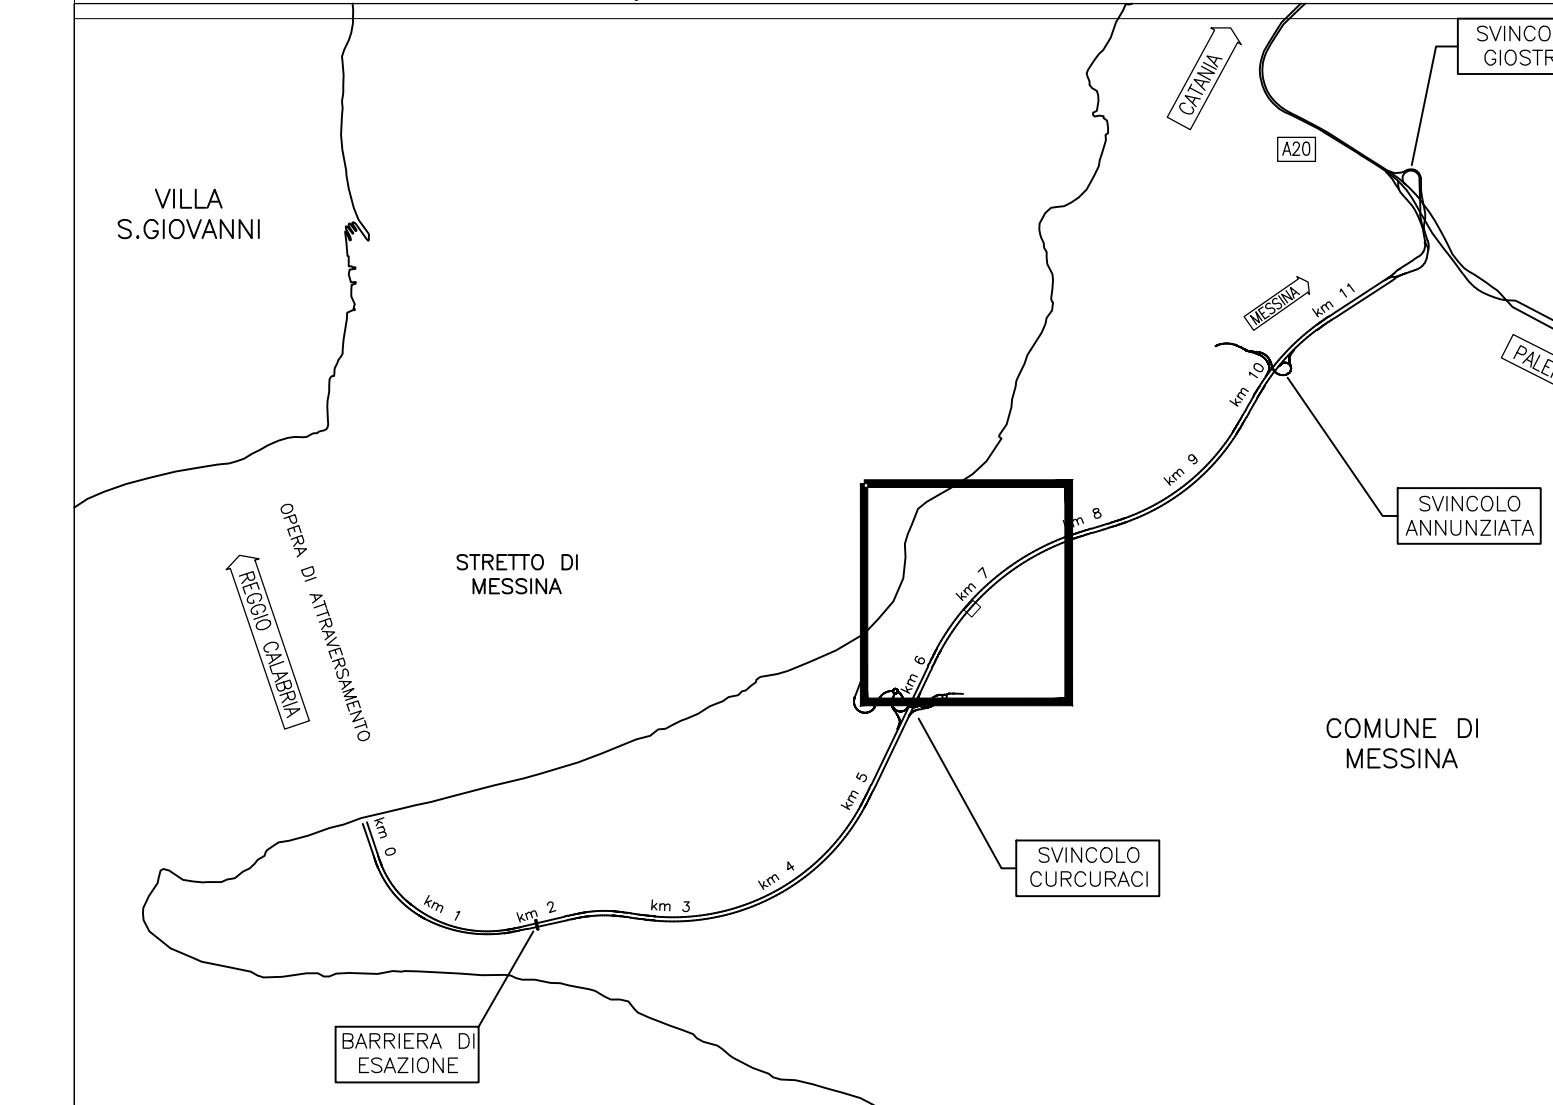 SVINCO
GIOSTR
CATANIA
A20
VILLA
S.GIOVANNI
MESSINA
km 11
km 10
km 9
SVINCOLO
ANNUNZIATA
km 8
OPERA DI ATTRAVERSAMENTO
REGGIO CALABRIA
STRETTO DI
MESSINA
km 7
km 6
COMUNE DI
MESSINA
km 5
km 0
km 4
SVINCOLO
CURCURACI
km 1
km 2
km 3
BARRIERA DI
ESAZIONE